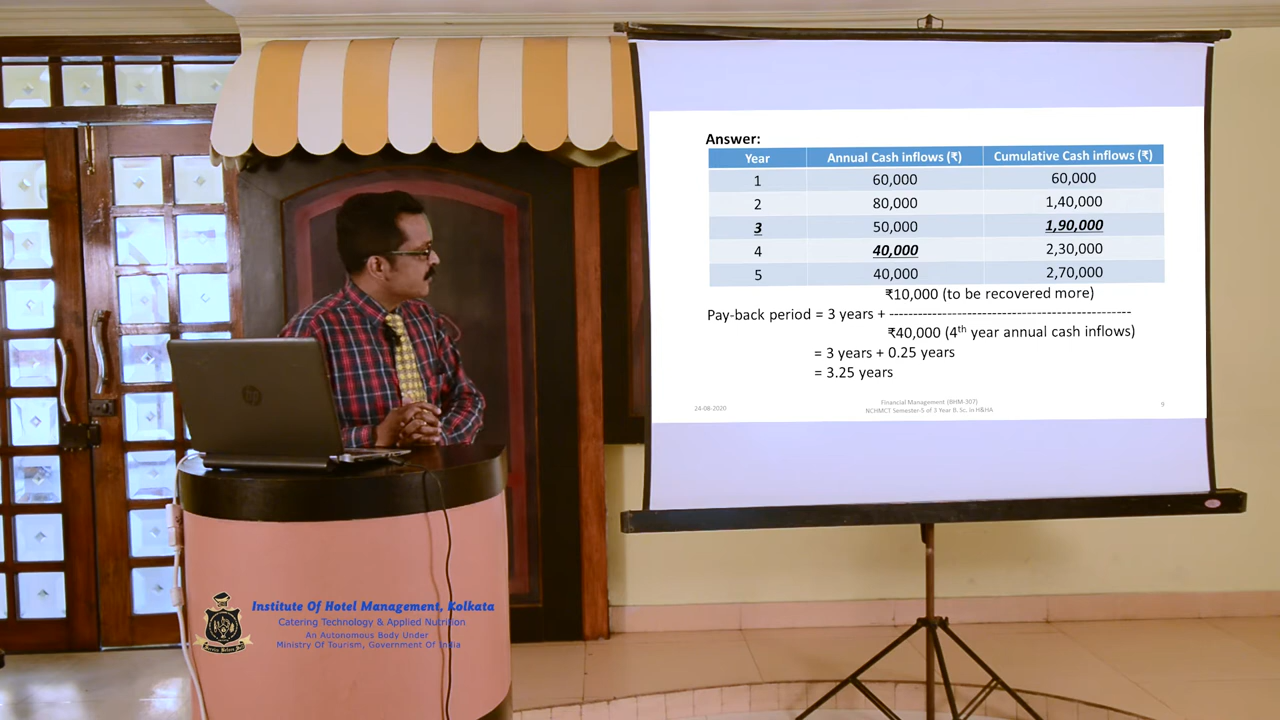 Answer:
Year Annual Cash inflows (₹) Cumulative Cash inflows (₹)
1 60,000 60,000
2 80,000 1,40,000
3 50,000 1,90,000
4 40,000 2,30,000
5 40,000 2,70,000
₹10,000 (to be recovered more)
Pay-back period = 3 years + --------------------------------------------------
₹40,000 (4th year annual cash inflows)
= 3 years + 0.25 years
= 3.25 years
24-08-2020
Financial Management (BHM-307)
NCHMCT Semester-5 of 3 Year B. Sc. in H&HA
9
hp
Institute Of Hotel Management, Kolkata
Catering Technology & Applied Nutrition
An Autonomous Body Under
Ministry Of Tourism, Government Of India